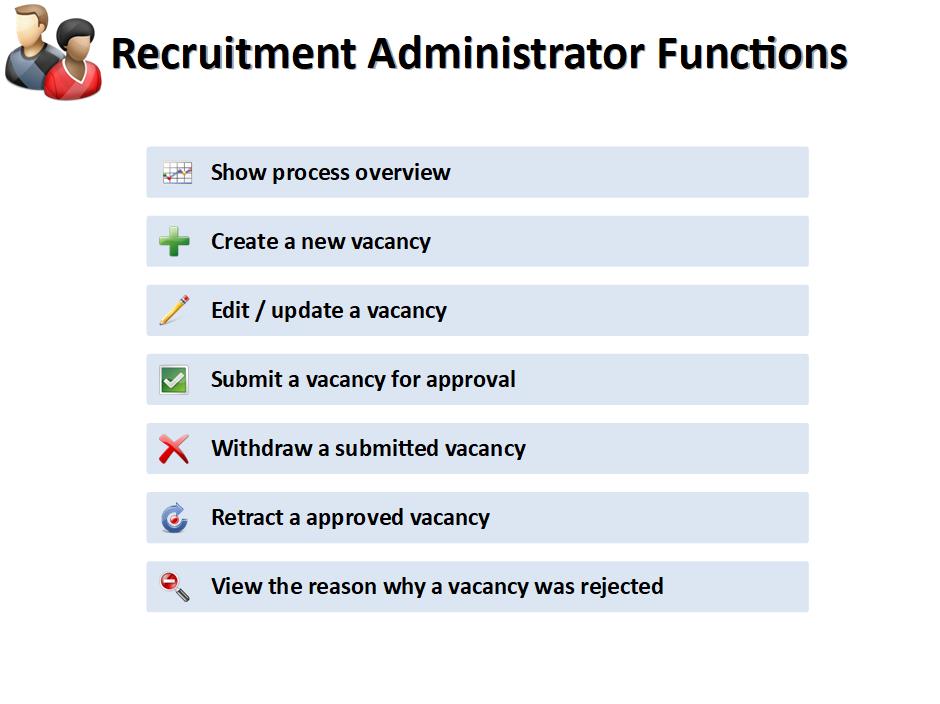 Recruitment Administrator Functions
Show process overview
Create a new vacancy
Edit / update a vacancy
Submit a vacancy for approval
Withdraw a submitted vacancy
Retract a approved vacancy
View the reason why a vacancy was rejected